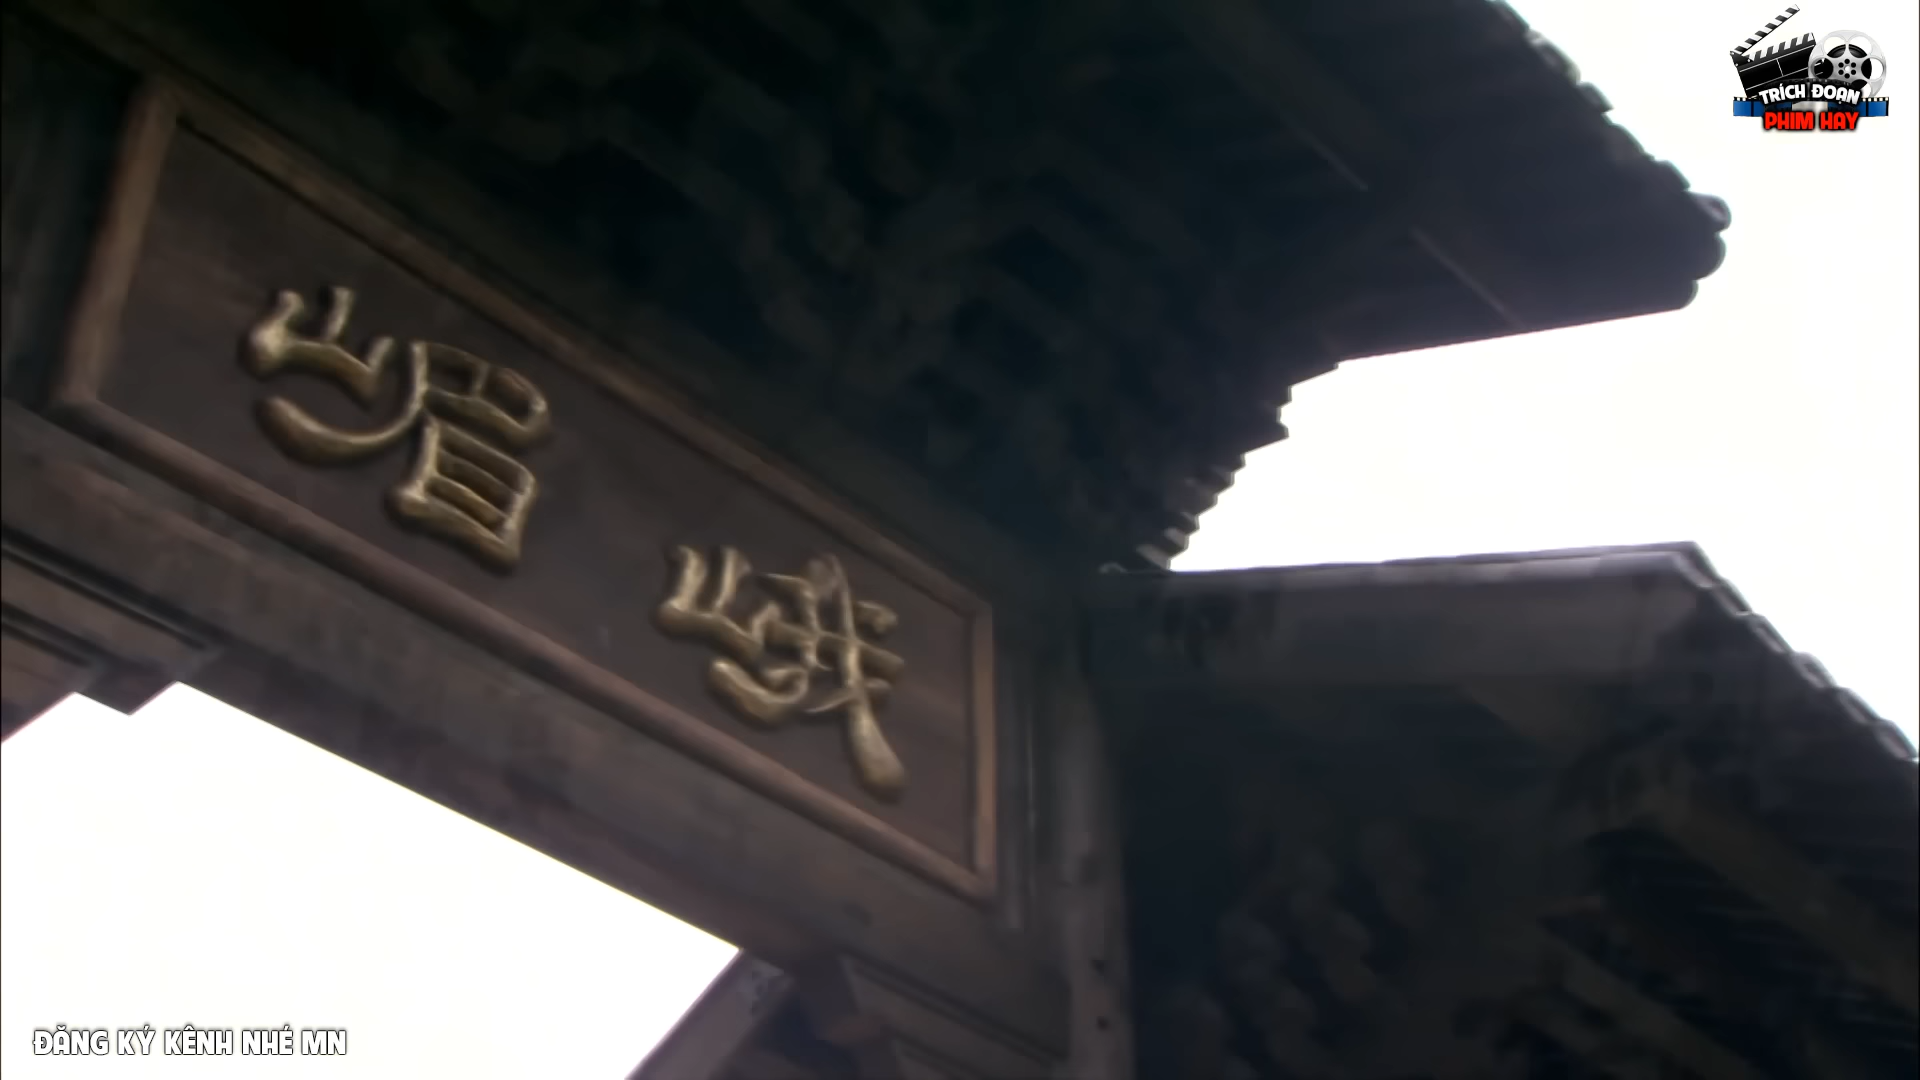 嵋峨
TRÍCH ĐOẠN
PHIM HAY
ĐĂNG KÝ KÊNH NHÉ MN